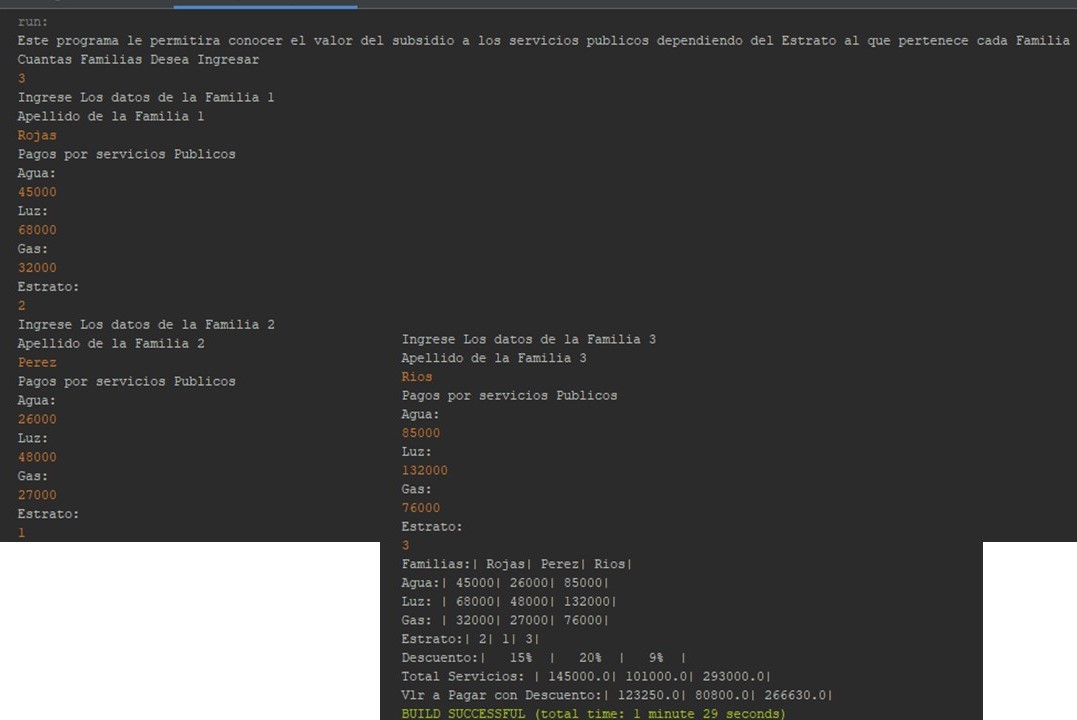 run:
Este programa le permitira conocer el valor del subsidio a los servicios publicos dependiendo del Estrato al que pertenece cada Familia
Cuantas Familias Desea Ingresar
3
Ingrese Los datos de la Familia 1
Apellido de la Familia 1
Rojas
Pagos por servicios Publicos
Agua:
45000
Luz:
68000
Gas:
32000
Estrato:
2
Ingrese Los datos de la Familia 2
Apellido de la Familia 2
Perez
Pagos por servicios Publicos
Agua:
26000
Luz:
48000
Gas:
27000
Estrato:
1
Ingrese Los datos de la Familia 3
Apellido de la Familia 3
Rios
Pagos por servicios Publicos
Agua:
85000
Luz:
132000
Gas:
76000
Estrato:
3
Familias:| Rojas| Perez| Rios|
Agua:| 45000| 26000| 85000|
Luz: | 68000| 48000| 132000|
Gas: | 32000| 27000| 76000|
Estrato:| 2| 1| 3|
Descuento:|   15%  |   20%  |   9%  |
Total Servicios: | 145000.0| 101000.0| 293000.0|
Vlr a Pagar con Descuento:| 123250.0| 80800.0| 266630.0|
BUILD SUCCESSFUL (total time: 1 minute 29 seconds)